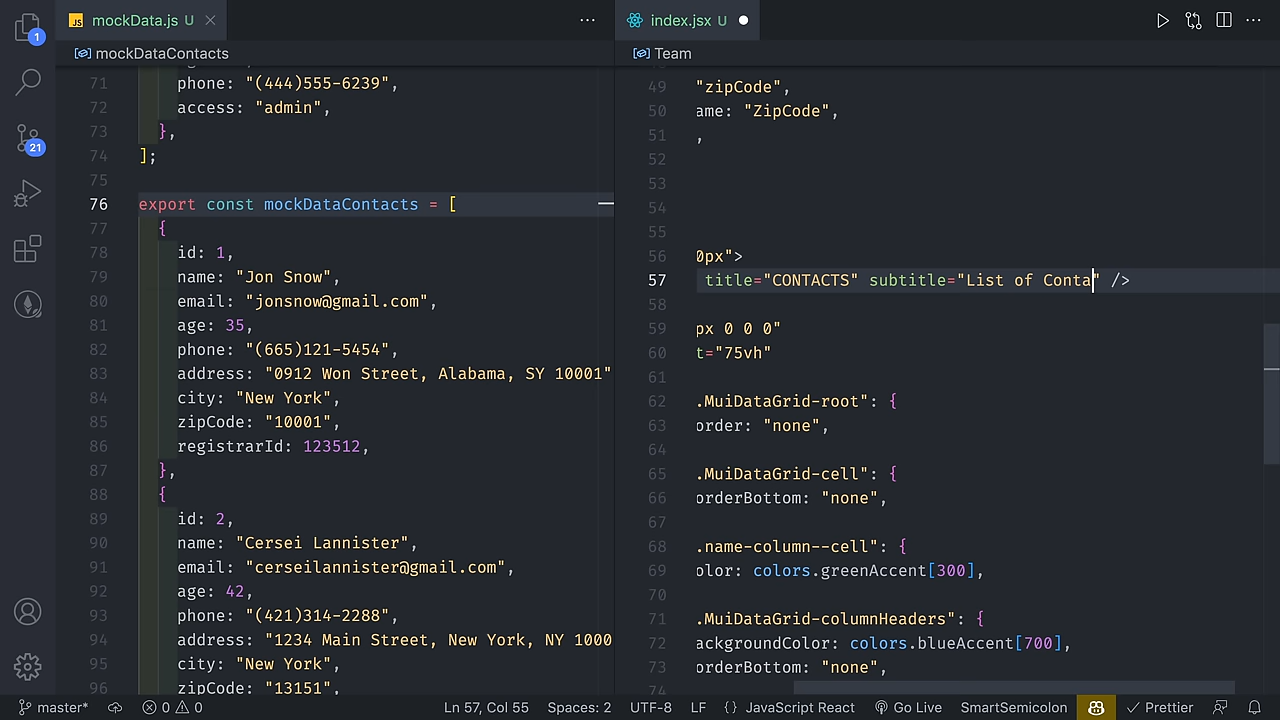 mockData.js U
index.jsx U
1
mockDataContacts
Team
71 phone: "(444)555-6239",
72 access: "admin",
73 },
74 ];
75
76 export const mockDataContacts = [
77 {
78 id: 1,
79 name: "Jon Snow",
80 email: "jonsnow@gmail.com",
81 age: 35,
82 phone: "(665)121-5454",
83 address: "0912 Won Street, Alabama, SY 10001"
84 city: "New York",
85 zipCode: "10001",
86 registrarId: 123512,
87 },
88 {
89 id: 2,
90 name: "Cersei Lannister",
91 email: "cerseilannister@gmail.com",
92 age: 42,
93 phone: "(421)314-2288",
94 address: "1234 Main Street, New York, NY 1000
95 city: "New York",
96 zipCode: "13151",
21
49 "zipCode",
50 ame: "ZipCode",
51 ,
52
53
54
55
56 0px">
57 title="CONTACTS" subtitle="List of Conta" />
58
59 px 0 0 0"
60 t="75vh"
61
62 .MuiDataGrid-root": {
63 order: "none",
64
65 .MuiDataGrid-cell": {
66 orderBottom: "none",
67
68 .name-column--cell": {
69 olor: colors.greenAccent[300],
70
71 .MuiDataGrid-columnHeaders": {
72 ackgroundColor: colors.blueAccent[700],
73 orderBottom: "none",
74
master* 0 0 Ln 57, Col 55 Spaces: 2 UTF-8 LF {} JavaScript React Go Live SmartSemicolon Prettier